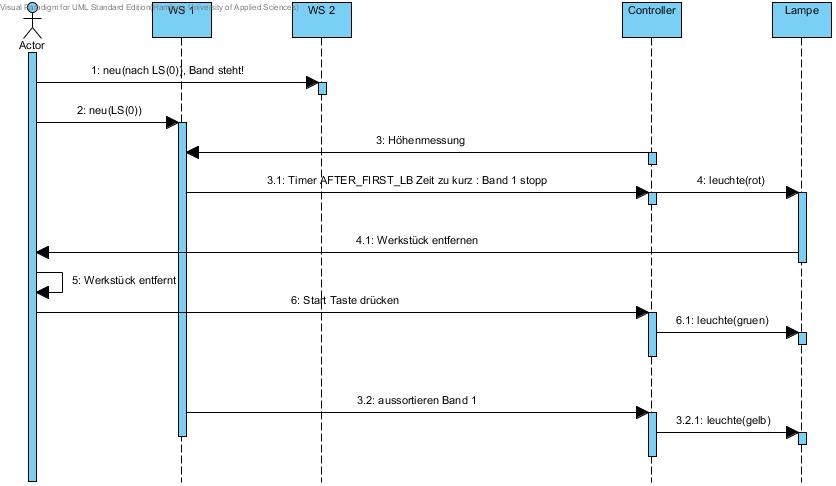 Visual Paradigm for UML Standard Edition(Hamburg University of Applied Sciences)
WS 1
WS 2
Controller
Lampe
Actor
1: neu(nach LS(0)), Band steht!
2: neu(LS(0))
3: Höhenmessung
3.1: Timer AFTER_FIRST_LB Zeit zu kurz : Band 1 stopp
4: leuchte(rot)
4.1: Werkstück entfernen
5: Werkstück entfernt
6: Start Taste drücken
6.1: leuchte(gruen)
3.2: aussortieren Band 1
3.2.1: leuchte(gelb)